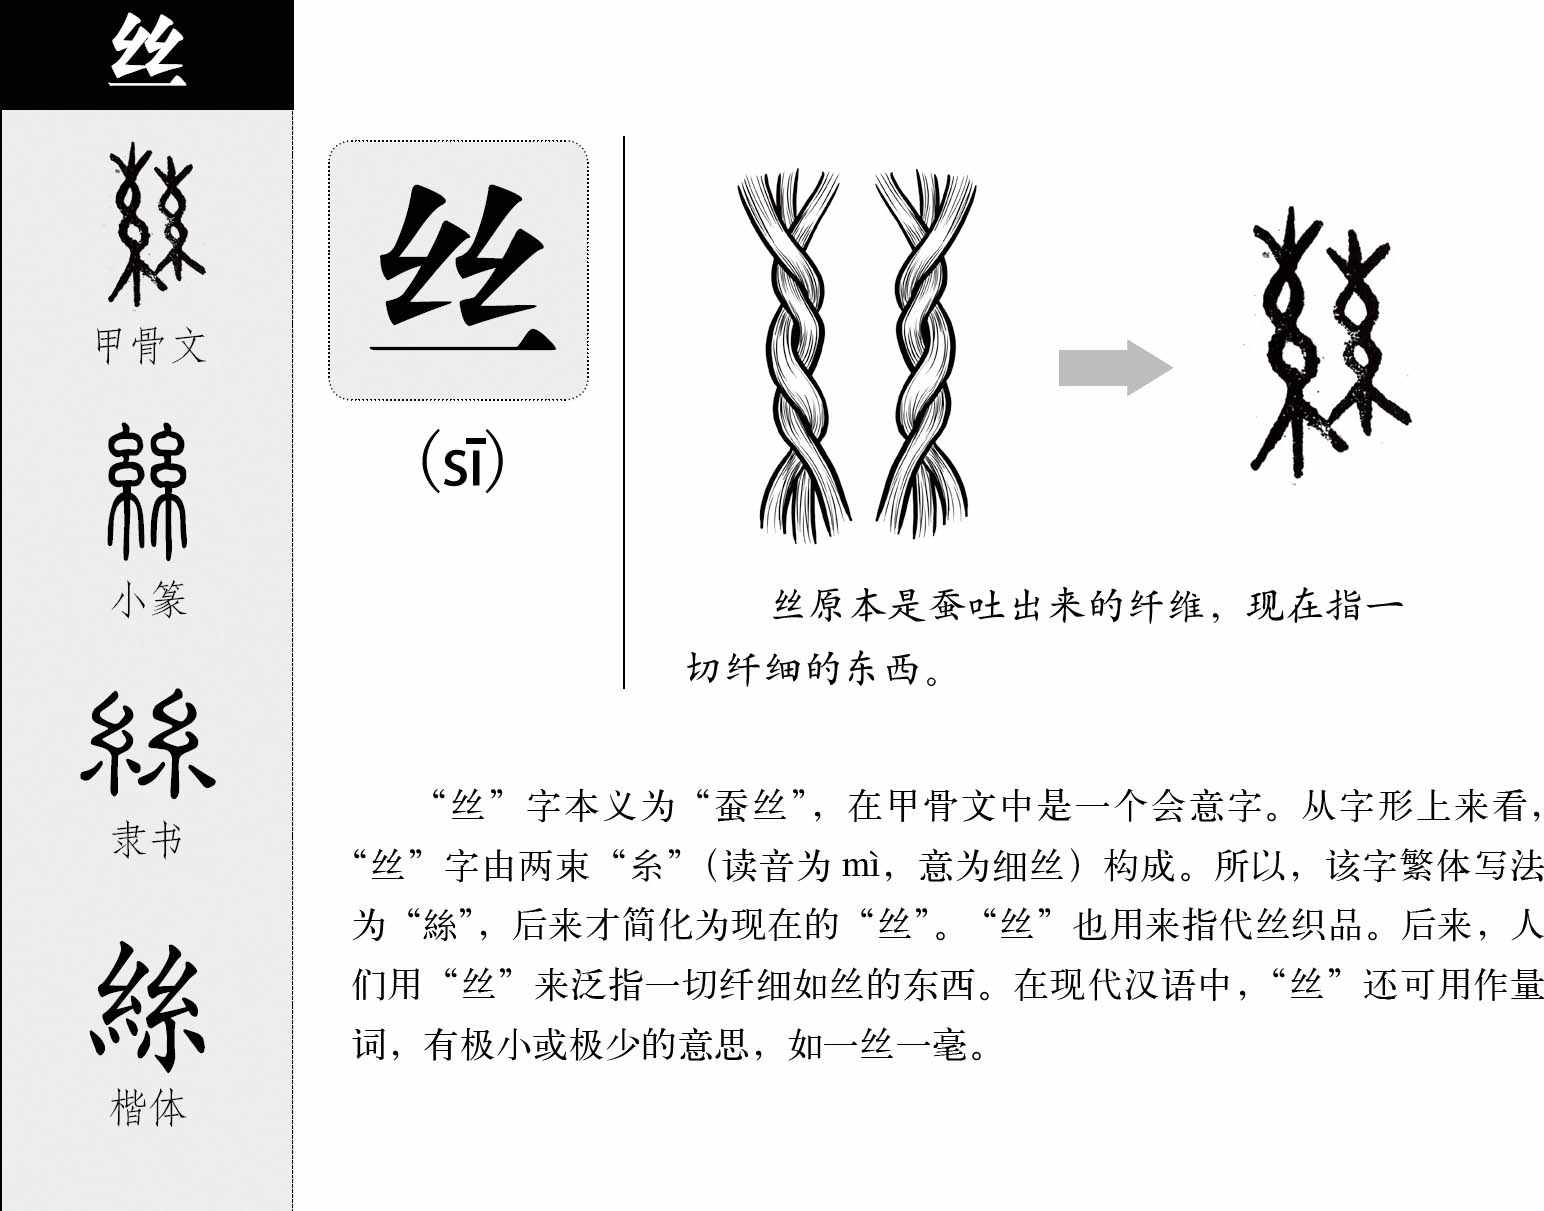 丝
甲骨文
小篆
隶书
楷体
丝
（sī）
丝原本是蚕吐出来的纤维，现在指一
切纤细的东西。
“丝”字本义为“蚕丝”，在甲骨文中是一个会意字。从字形上来看，
“丝”字由两束“糸”（读音为 mì，意为细丝）构成。所以，该字繁体写法
为“絲”，后来才简化为现在的“丝”。“丝”也用来指代丝织品。后来，人
们用“丝”来泛指一切纤细如丝的东西。在现代汉语中，“丝”还可用作量
词，有极小或极少的意思，如一丝一毫。